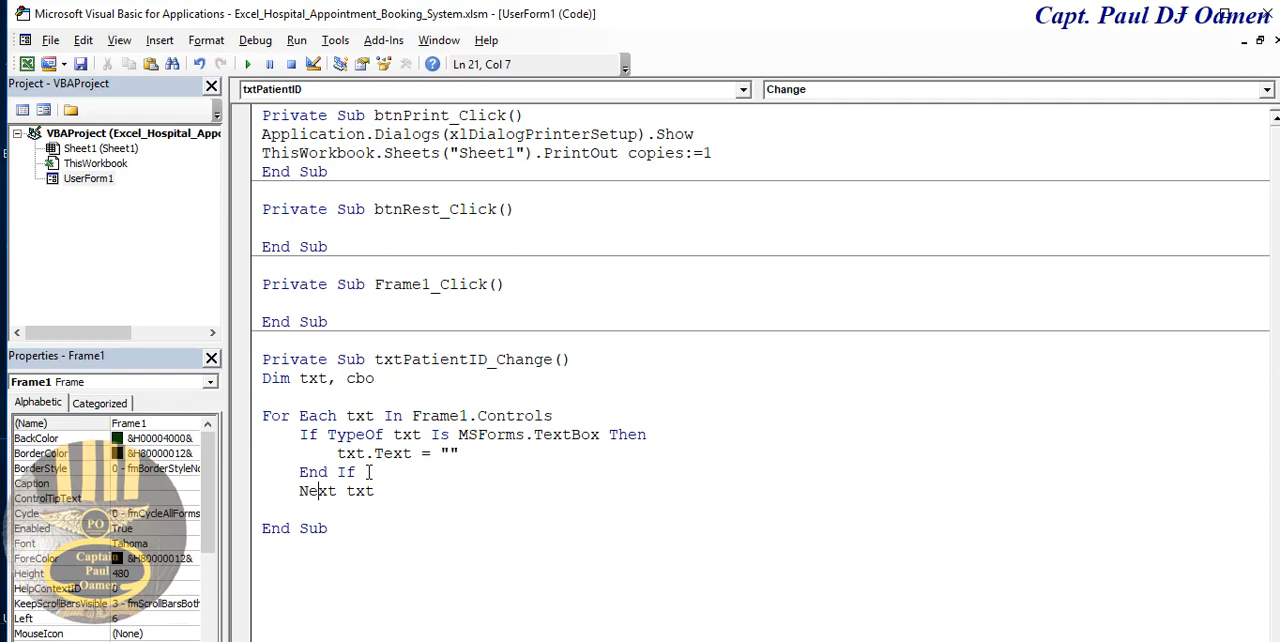 Microsoft Visual Basic for Applications - Excel_Hospital_Appointment_Booking_System.xlsm - [UserForm1 (Code)]
Capt. Paul DJ Oamen
File Edit View Insert Format Debug Run Tools Add-Ins Window Help
Ln 21, Col 7
Project - VBAProject
txtPatientID
Change
VBAProject (Excel_Hospital_Appo
Sheet1 (Sheet1)
ThisWorkbook
UserForm1
Properties - Frame1
Frame1 Frame
Alphabetic Categorized
(Name) Frame1
BackColor &H00004000&
BorderColor &H80000012&
BorderStyle 0 - fmBorderStyleNo
Caption
ControlTipText
Cycle 0 - fmCycleAllForms
Enabled True
Font Tahoma
ForeColor &H80000012&
Height 480
HelpContextID 0
KeepScrollBarsVisible 3 - fmScrollBarsBoth
Left 6
MouseIcon (None)
PO
Captain
Paul
Oamen
Private Sub btnPrint_Click()
Application.Dialogs(xlDialogPrinterSetup).Show
ThisWorkbook.Sheets("Sheet1").PrintOut copies:=1
End Sub
Private Sub btnRest_Click()
End Sub
Private Sub Frame1_Click()
End Sub
Private Sub txtPatientID_Change()
Dim txt, cbo
For Each txt In Frame1.Controls
If TypeOf txt Is MSForms.TextBox Then
txt.Text = ""
End If
Next txt
End Sub